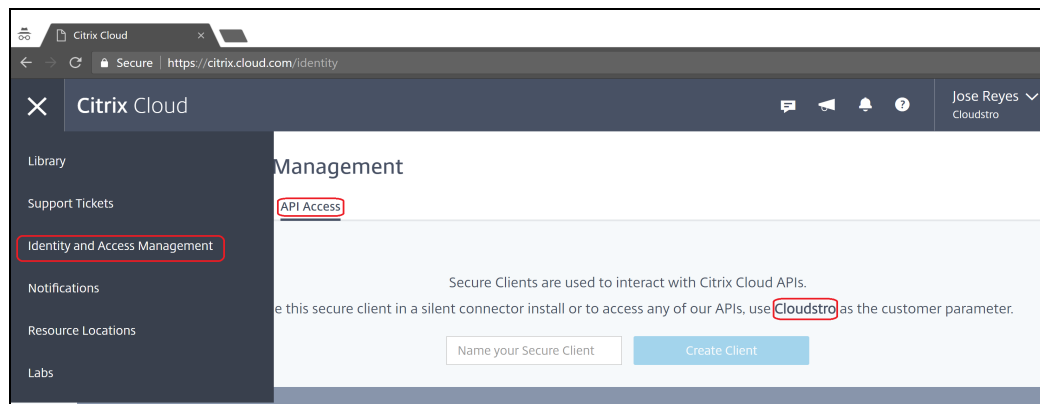 Citrix Cloud
Secure | https://citrix.cloud.com/identity
Citrix Cloud
Jose Reyes
Cloudstro
Library
Support Tickets
Identity and Access Management
Notifications
Resource Locations
Labs
Management
API Access
Secure Clients are used to interact with Citrix Cloud APIs.
e this secure client in a silent connector install or to access any of our APIs, use Cloudstro as the customer parameter.
Name your Secure Client
Create Client